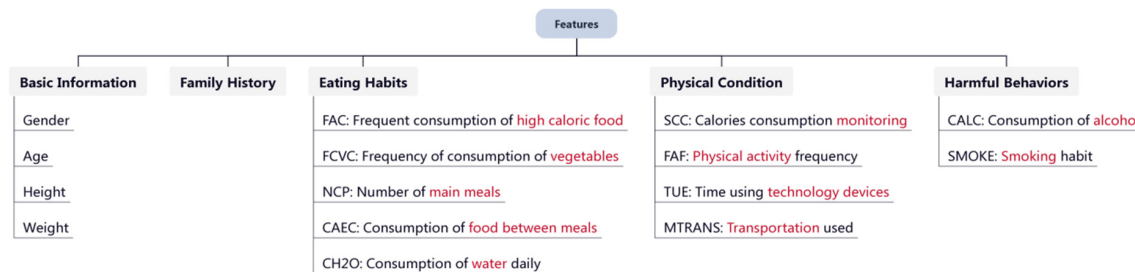 Features
Basic Information
Gender
Age
Height
Weight
Family History
Eating Habits
FAC: Frequent consumption of high caloric food
FCVC: Frequency of consumption of vegetables
NCP: Number of main meals
CAEC: Consumption of food between meals
CH2O: Consumption of water daily
Physical Condition
SCC: Calories consumption monitoring
FAF: Physical activity frequency
TUE: Time using technology devices
MTRANS: Transportation used
Harmful Behaviors
CALC: Consumption of alcoho
SMOKE: Smoking habit